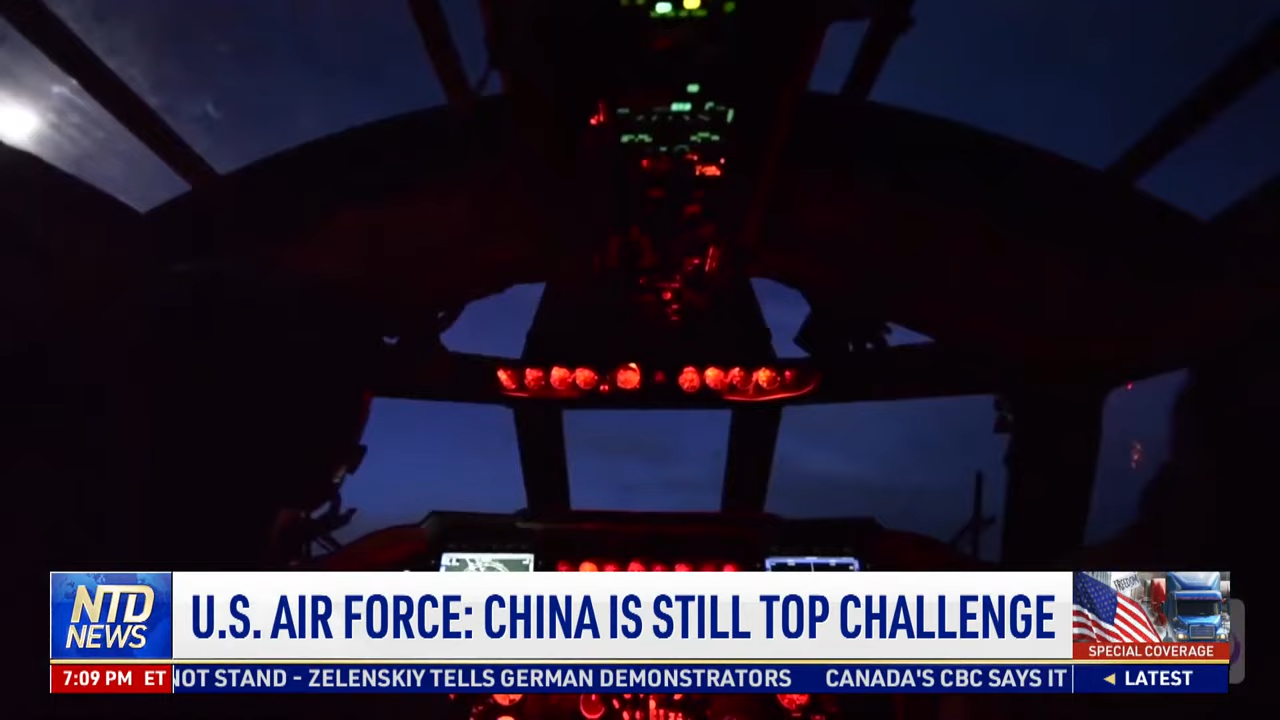 NTD
NEWS
U.S. AIR FORCE: CHINA IS STILL TOP CHALLENGE
FREEDOM
SPECIAL COVERAGE
7:09 PM ET
NOT STAND - ZELENSKIY TELLS GERMAN DEMONSTRATORS CANADA'S CBC SAYS IT
◄ LATEST